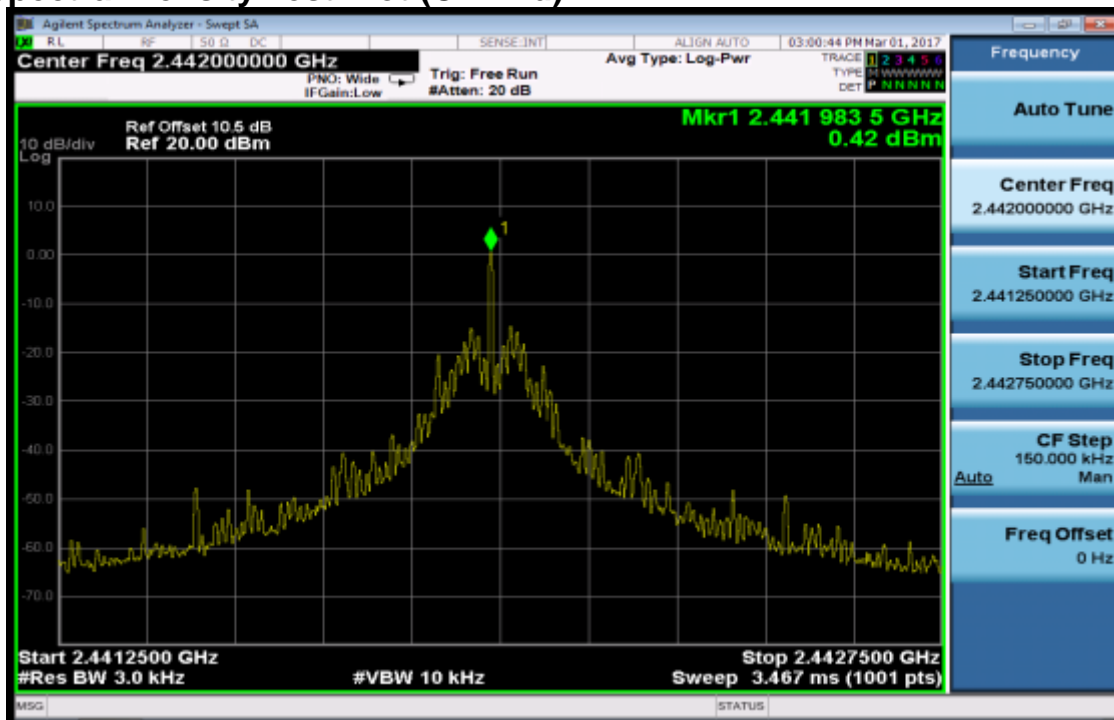 Agilent Spectrum Analyzer - Swept SA
RL RF 50 Ω DC SENSE:INT ALIGN AUTO 03:00:44 PM Mar 01, 2017
Center Freq 2.442000000 GHz
PNO: Wide
IFGain:Low
Trig: Free Run
#Atten: 20 dB
Avg Type: Log-Pwr
TRACE 1 2 3 4 5 6
TYPE M WWWWW
DET P N N N N N
Mkr1 2.441 983 5 GHz
0.42 dBm
Ref Offset 10.5 dB
10 dB/div Ref 20.00 dBm
Log
10.0
0.00
-10.0
-20.0
-30.0
-40.0
-50.0
-60.0
-70.0
1
Start 2.4412500 GHz
Stop 2.4427500 GHz
#Res BW 3.0 kHz
#VBW 10 kHz
Sweep 3.467 ms (1001 pts)
MSG
STATUS
Frequency
Auto Tune
Center Freq
2.442000000 GHz
Start Freq
2.441250000 GHz
Stop Freq
2.442750000 GHz
CF Step
150.000 kHz
Auto Man
Freq Offset
0 Hz